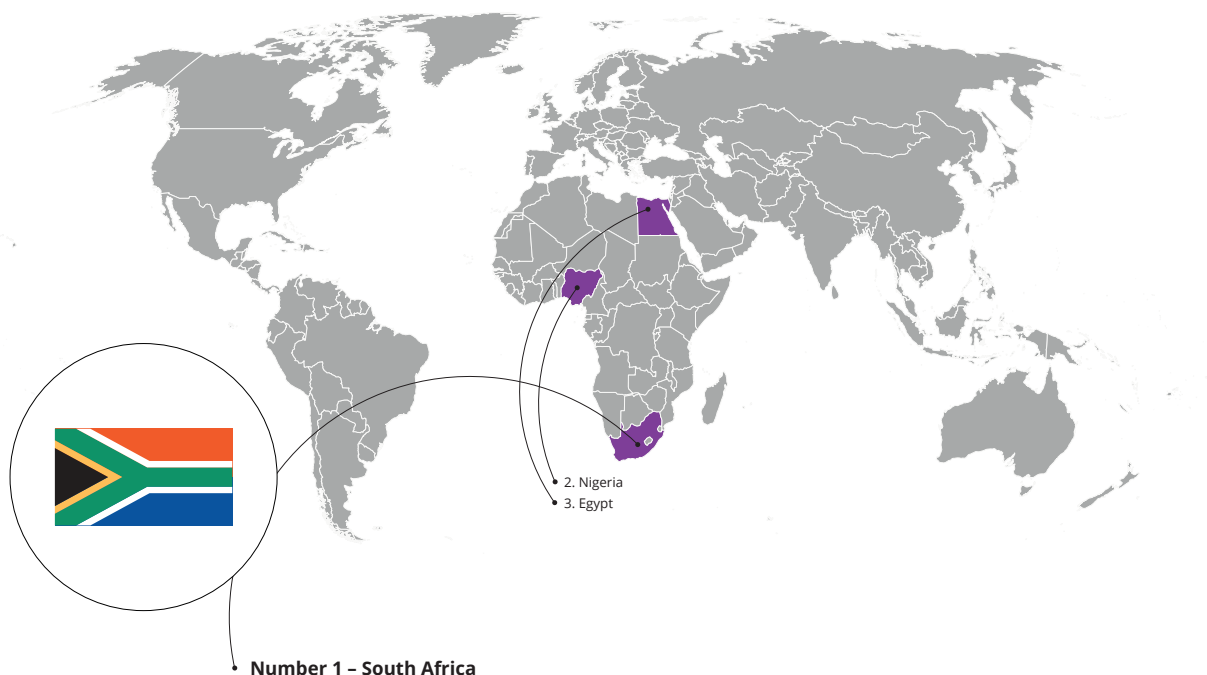 2. Nigeria
3. Egypt
Number 1 – South Africa